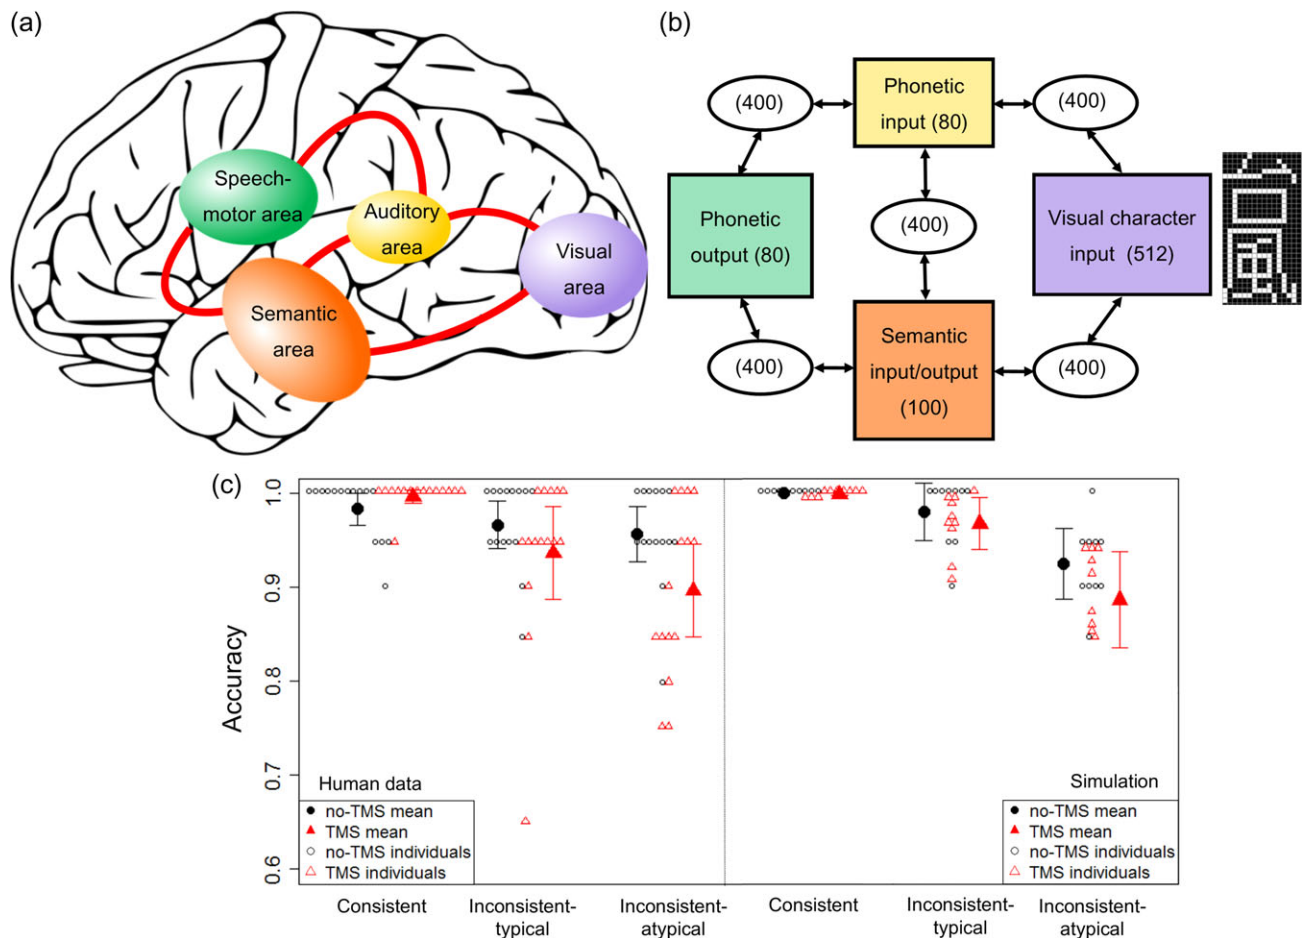 (a)
Speech-
motor area
Auditory
area
Visual
area
Semantic
area
(b)
(400)
Phonetic
input (80)
(400)
Phonetic
output (80)
(400)
Visual character
input (512)
(400)
Semantic
input/output
(100)
(400)
(c)
Accuracy
1.0
0.9
0.8
0.7
0.6
Human data
no-TMS mean
TMS mean
no-TMS individuals
TMS individuals
Simulation
no-TMS mean
TMS mean
no-TMS individuals
TMS individuals
Consistent
Inconsistent-
typical
Inconsistent-
atypical
Consistent
Inconsistent-
typical
Inconsistent-
atypical